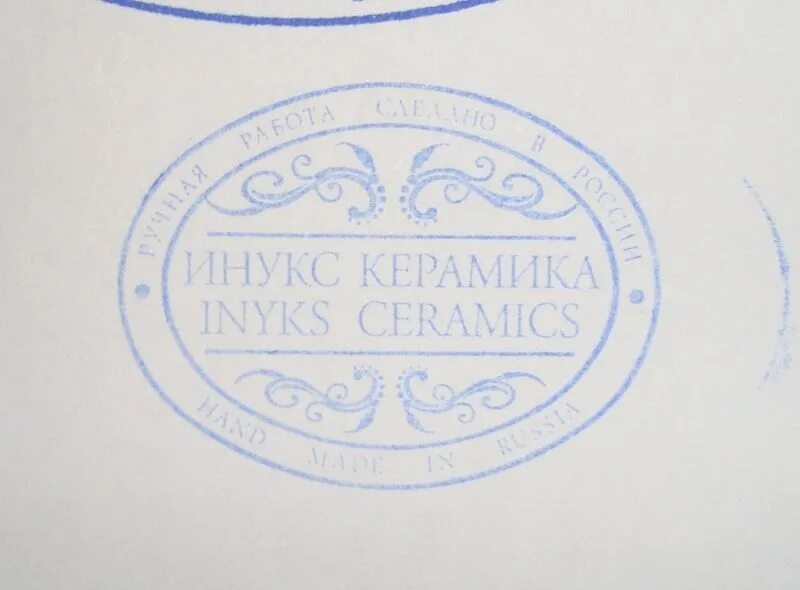 РУЧНАЯ РАБОТА СДЕЛАНО В РОССИИ
ИНУКС КЕРАМИКА
INYKS CERAMICS
HAND MADE IN RUSSIA